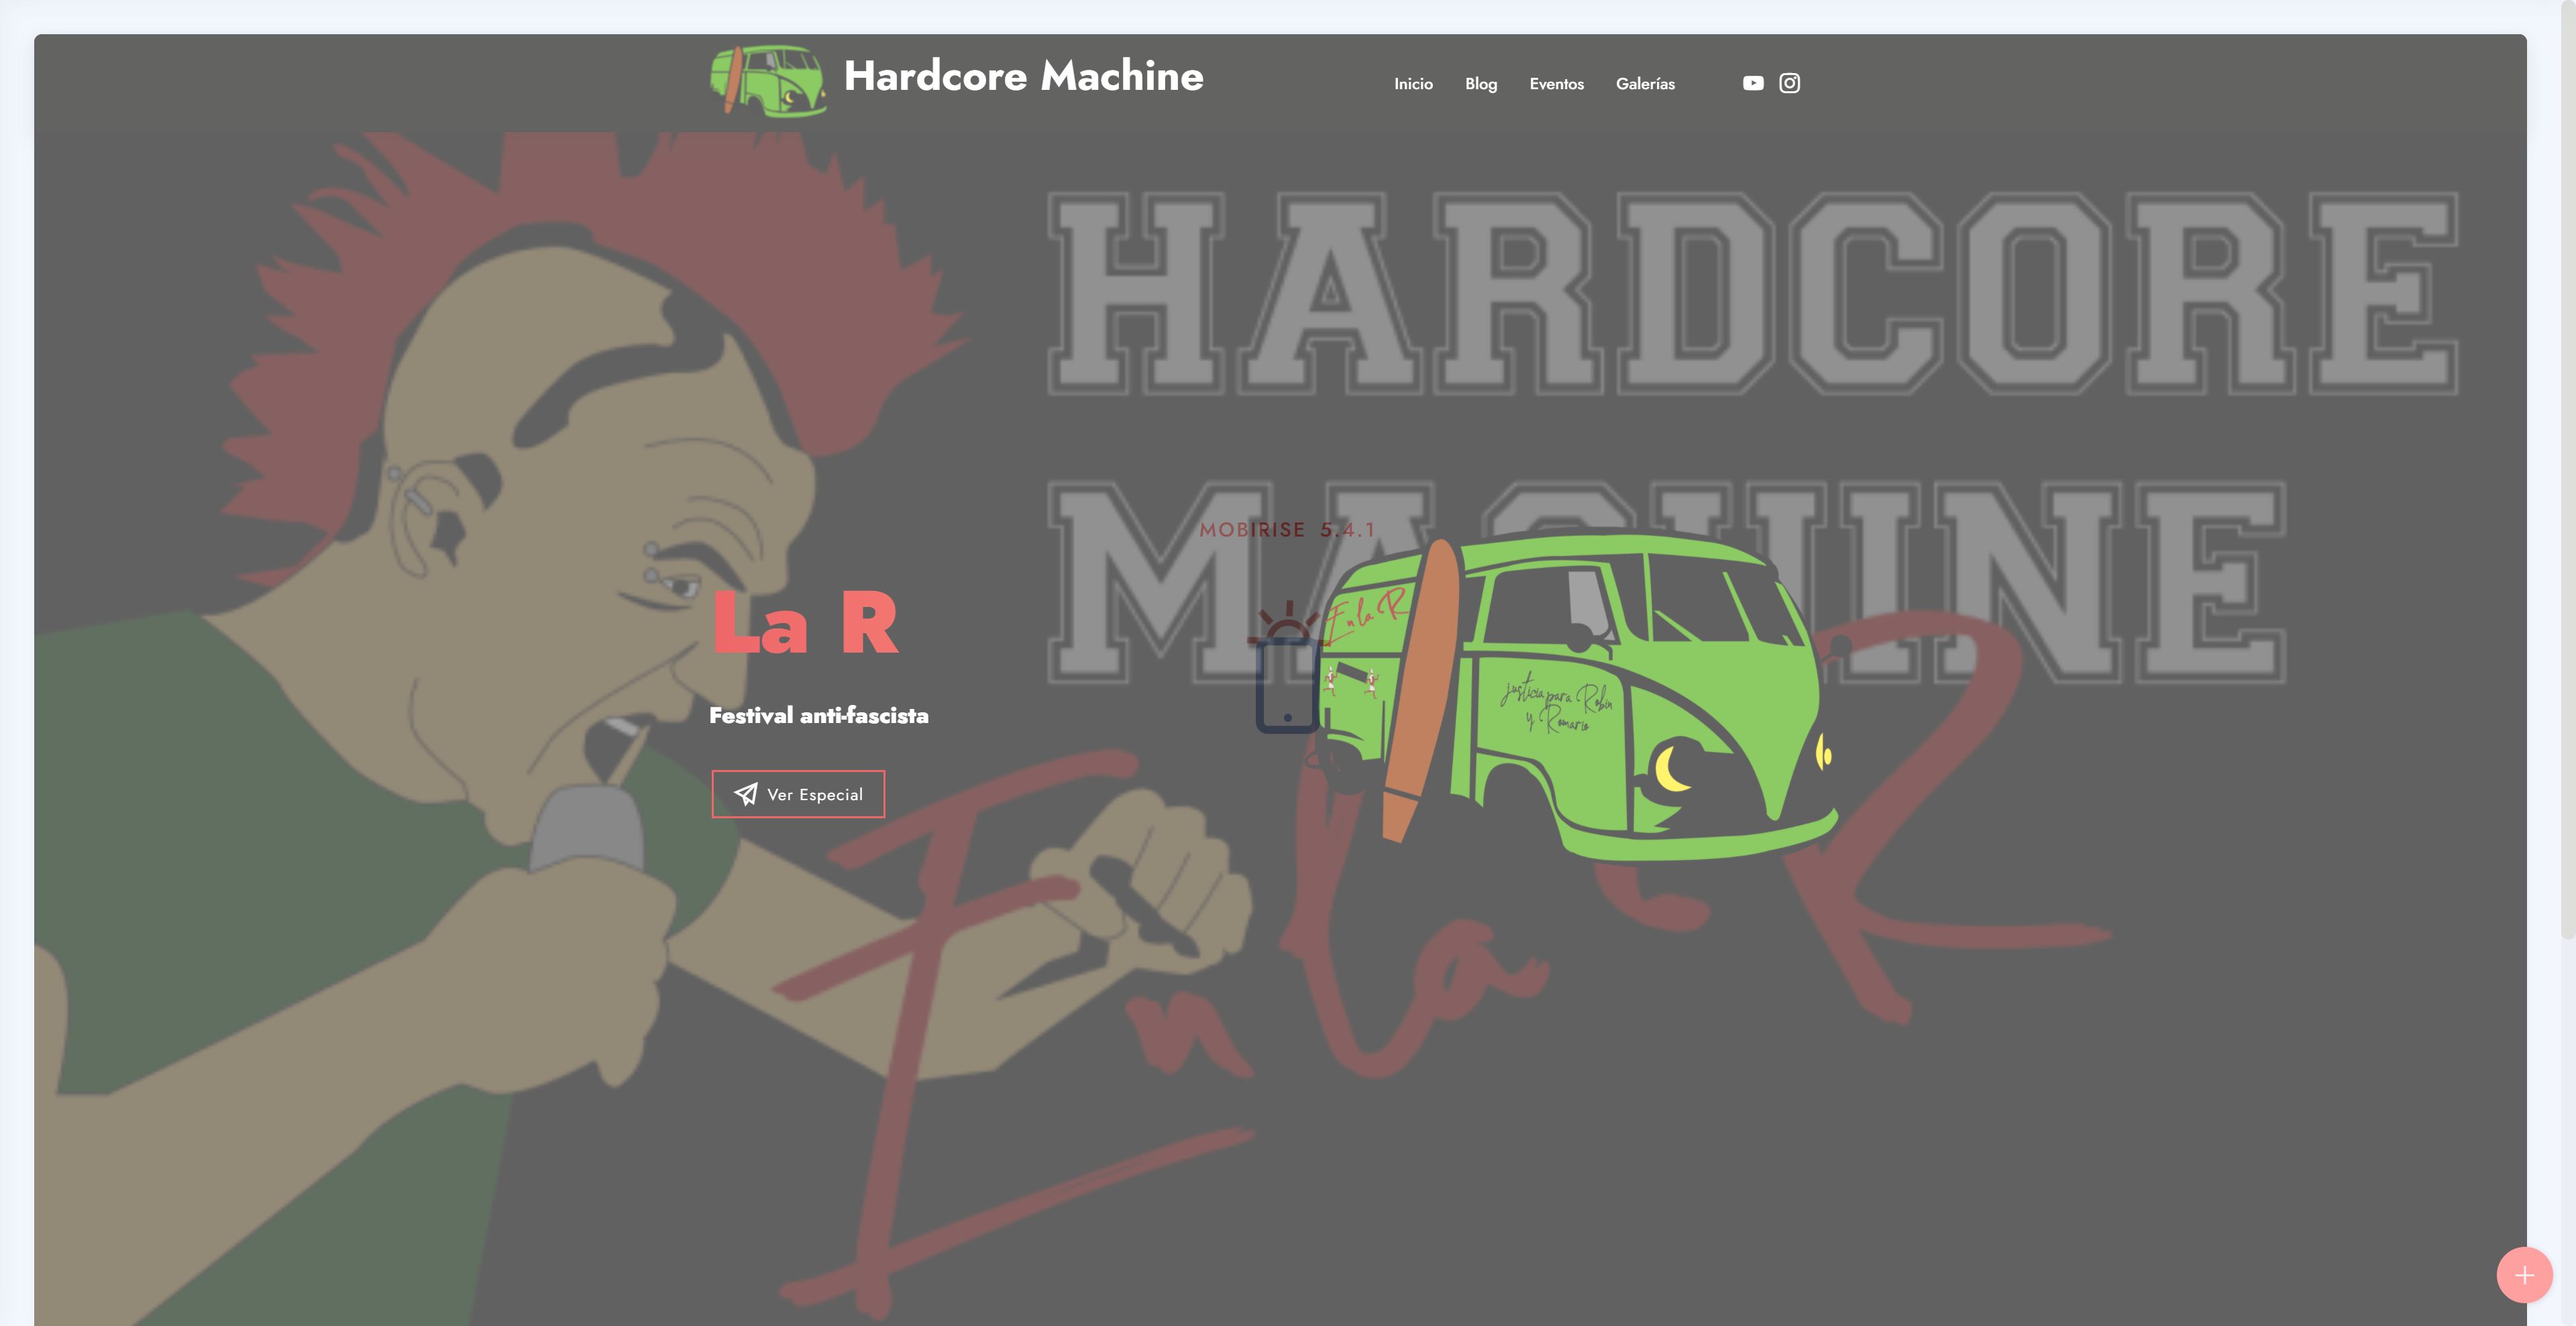 Hardcore Machine
Inicio Blog Eventos Galerías
HARDCORE
MACHINE
MOBIRISE 5.4.1
La R
Festival anti-fascista
Ver Especial
En la R
Justicia para Robin
y Romario
En la R